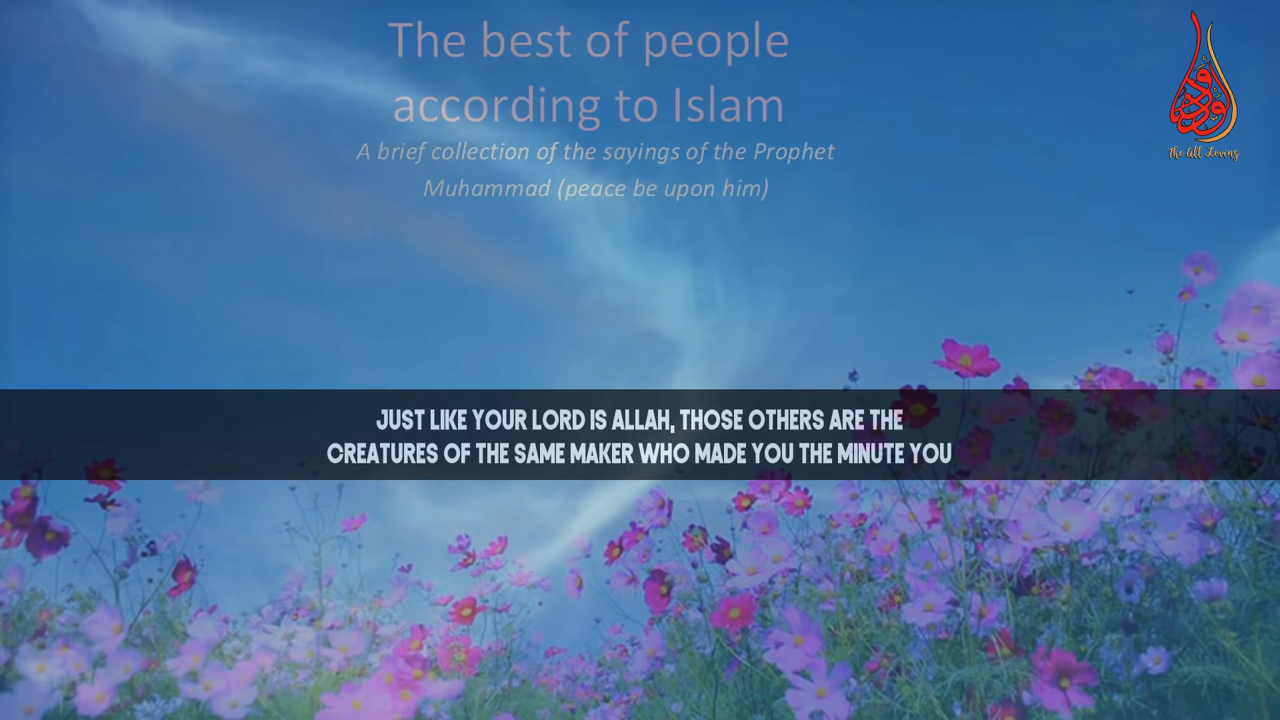 The best of people
according to Islam
A brief collection of the sayings of the Prophet
Muhammad (peace be upon him)
The All Loving
JUST LIKE YOUR LORD IS ALLAH, THOSE OTHERS ARE THE
CREATURES OF THE SAME MAKER WHO MADE YOU THE MINUTE YOU